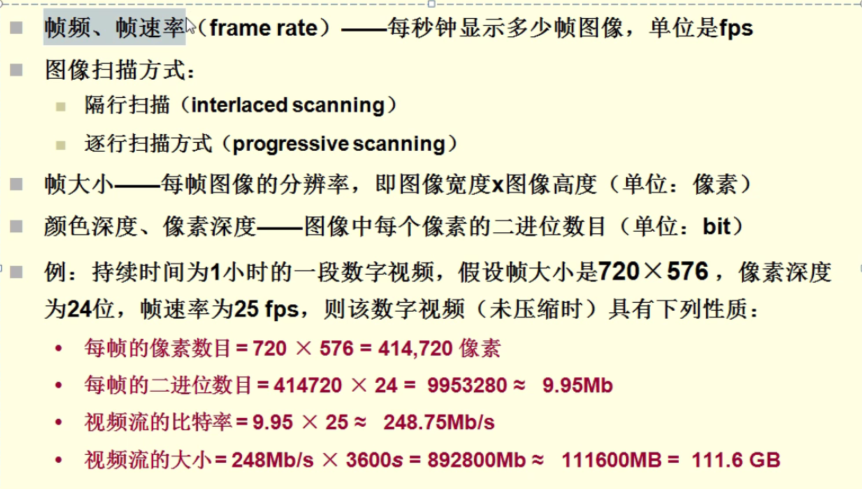 帧频、帧速率（frame rate）——每秒钟显示多少帧图像，单位是fps
图像扫描方式：
隔行扫描（interlaced scanning）
逐行扫描方式（progressive scanning）
帧大小——每帧图像的分辨率，即图像宽度x图像高度（单位：像素）
颜色深度、像素深度——图像中每个像素的二进位数目（单位：bit）
例：持续时间为1小时的一段数字视频，假设帧大小是720×576 ，像素深度
为24位，帧速率为25 fps，则该数字视频（未压缩时）具有下列性质：
• 每帧的像素数目 = 720 × 576 = 414,720 像素
• 每帧的二进位数目 = 414720 × 24 = 9953280 ≈ 9.95Mb
• 视频流的比特率 = 9.95 × 25 ≈ 248.75Mb/s
• 视频流的大小 = 248Mb/s × 3600s = 892800Mb ≈ 111600MB = 111.6 GB